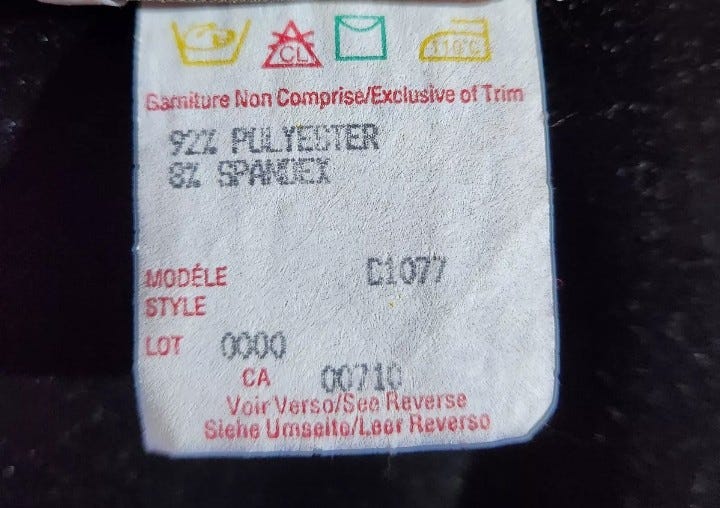 CL 110°C
Garniture Non Comprise/Exclusive of Trim
92% POLYESTER
8% SPANDEX
MODÉLE C1077
STYLE
LOT 0000
CA 00710
Voir Verso/See Reverse
Siehe Umseite/Leer Reverso